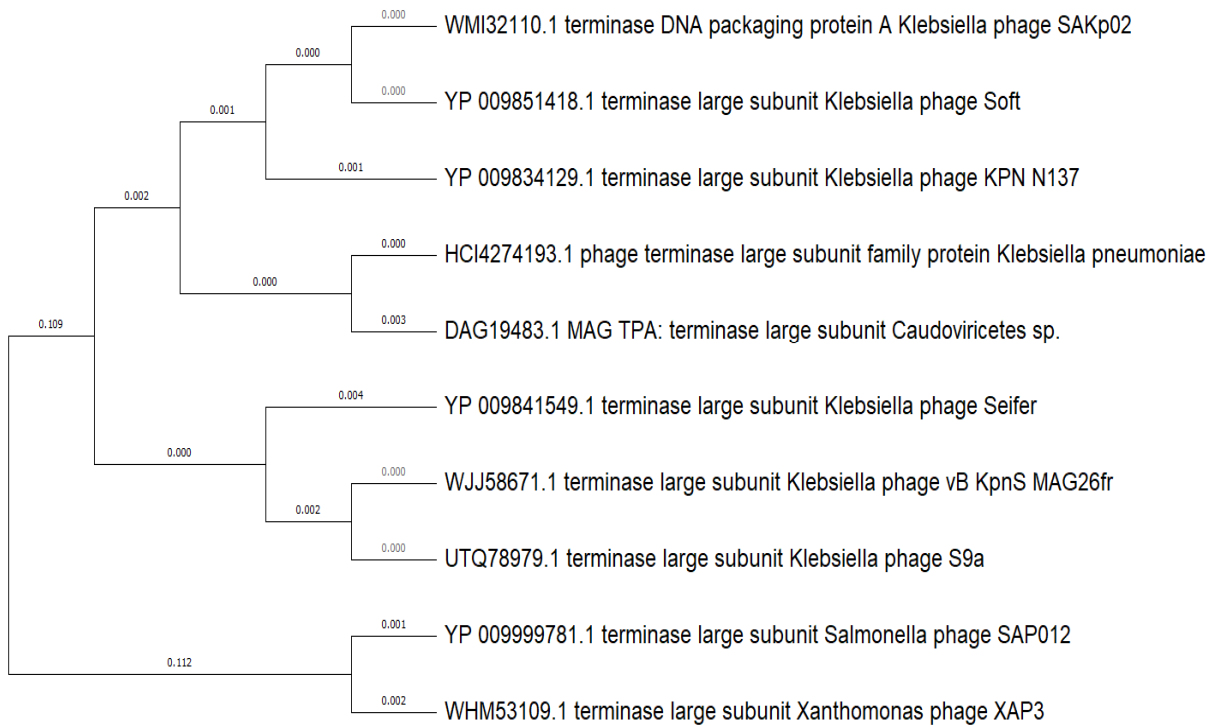 0.000
WMI32110.1 terminase DNA packaging protein A Klebsiella phage SAKp02
0.000
0.000
YP 009851418.1 terminase large subunit Klebsiella phage Soft
0.001
0.001
YP 009834129.1 terminase large subunit Klebsiella phage KPN N137
0.002
0.000
HCI4274193.1 phage terminase large subunit family protein Klebsiella pneumoniae
0.000
0.003
DAG19483.1 MAG TPA: terminase large subunit Caudoviricetes sp.
0.109
0.004
YP 009841549.1 terminase large subunit Klebsiella phage Seifer
0.000
0.000
WJJ58671.1 terminase large subunit Klebsiella phage vB KpnS MAG26fr
0.002
0.000
UTQ78979.1 terminase large subunit Klebsiella phage S9a
0.001
YP 009999781.1 terminase large subunit Salmonella phage SAP012
0.112
0.002
WHM53109.1 terminase large subunit Xanthomonas phage XAP3